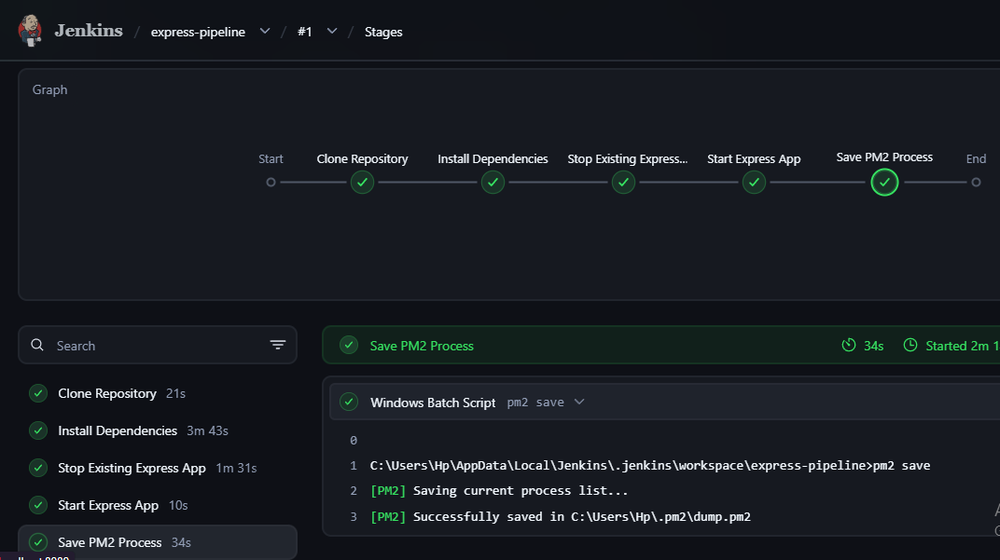 Jenkins / express-pipeline / #1 / Stages
Graph
Start Clone Repository Install Dependencies Stop Existing Express... Start Express App Save PM2 Process End
Search
Clone Repository 21s
Install Dependencies 3m 43s
Stop Existing Express App 1m 31s
Start Express App 10s
Save PM2 Process 34s
Save PM2 Process 34s Started 2m 1
Windows Batch Script pm2 save
0
1 C:\Users\Hp\AppData\Local\Jenkins\.jenkins\workspace\express-pipeline>pm2 save
2 [PM2] Saving current process list...
3 [PM2] Successfully saved in C:\Users\Hp\.pm2\dump.pm2